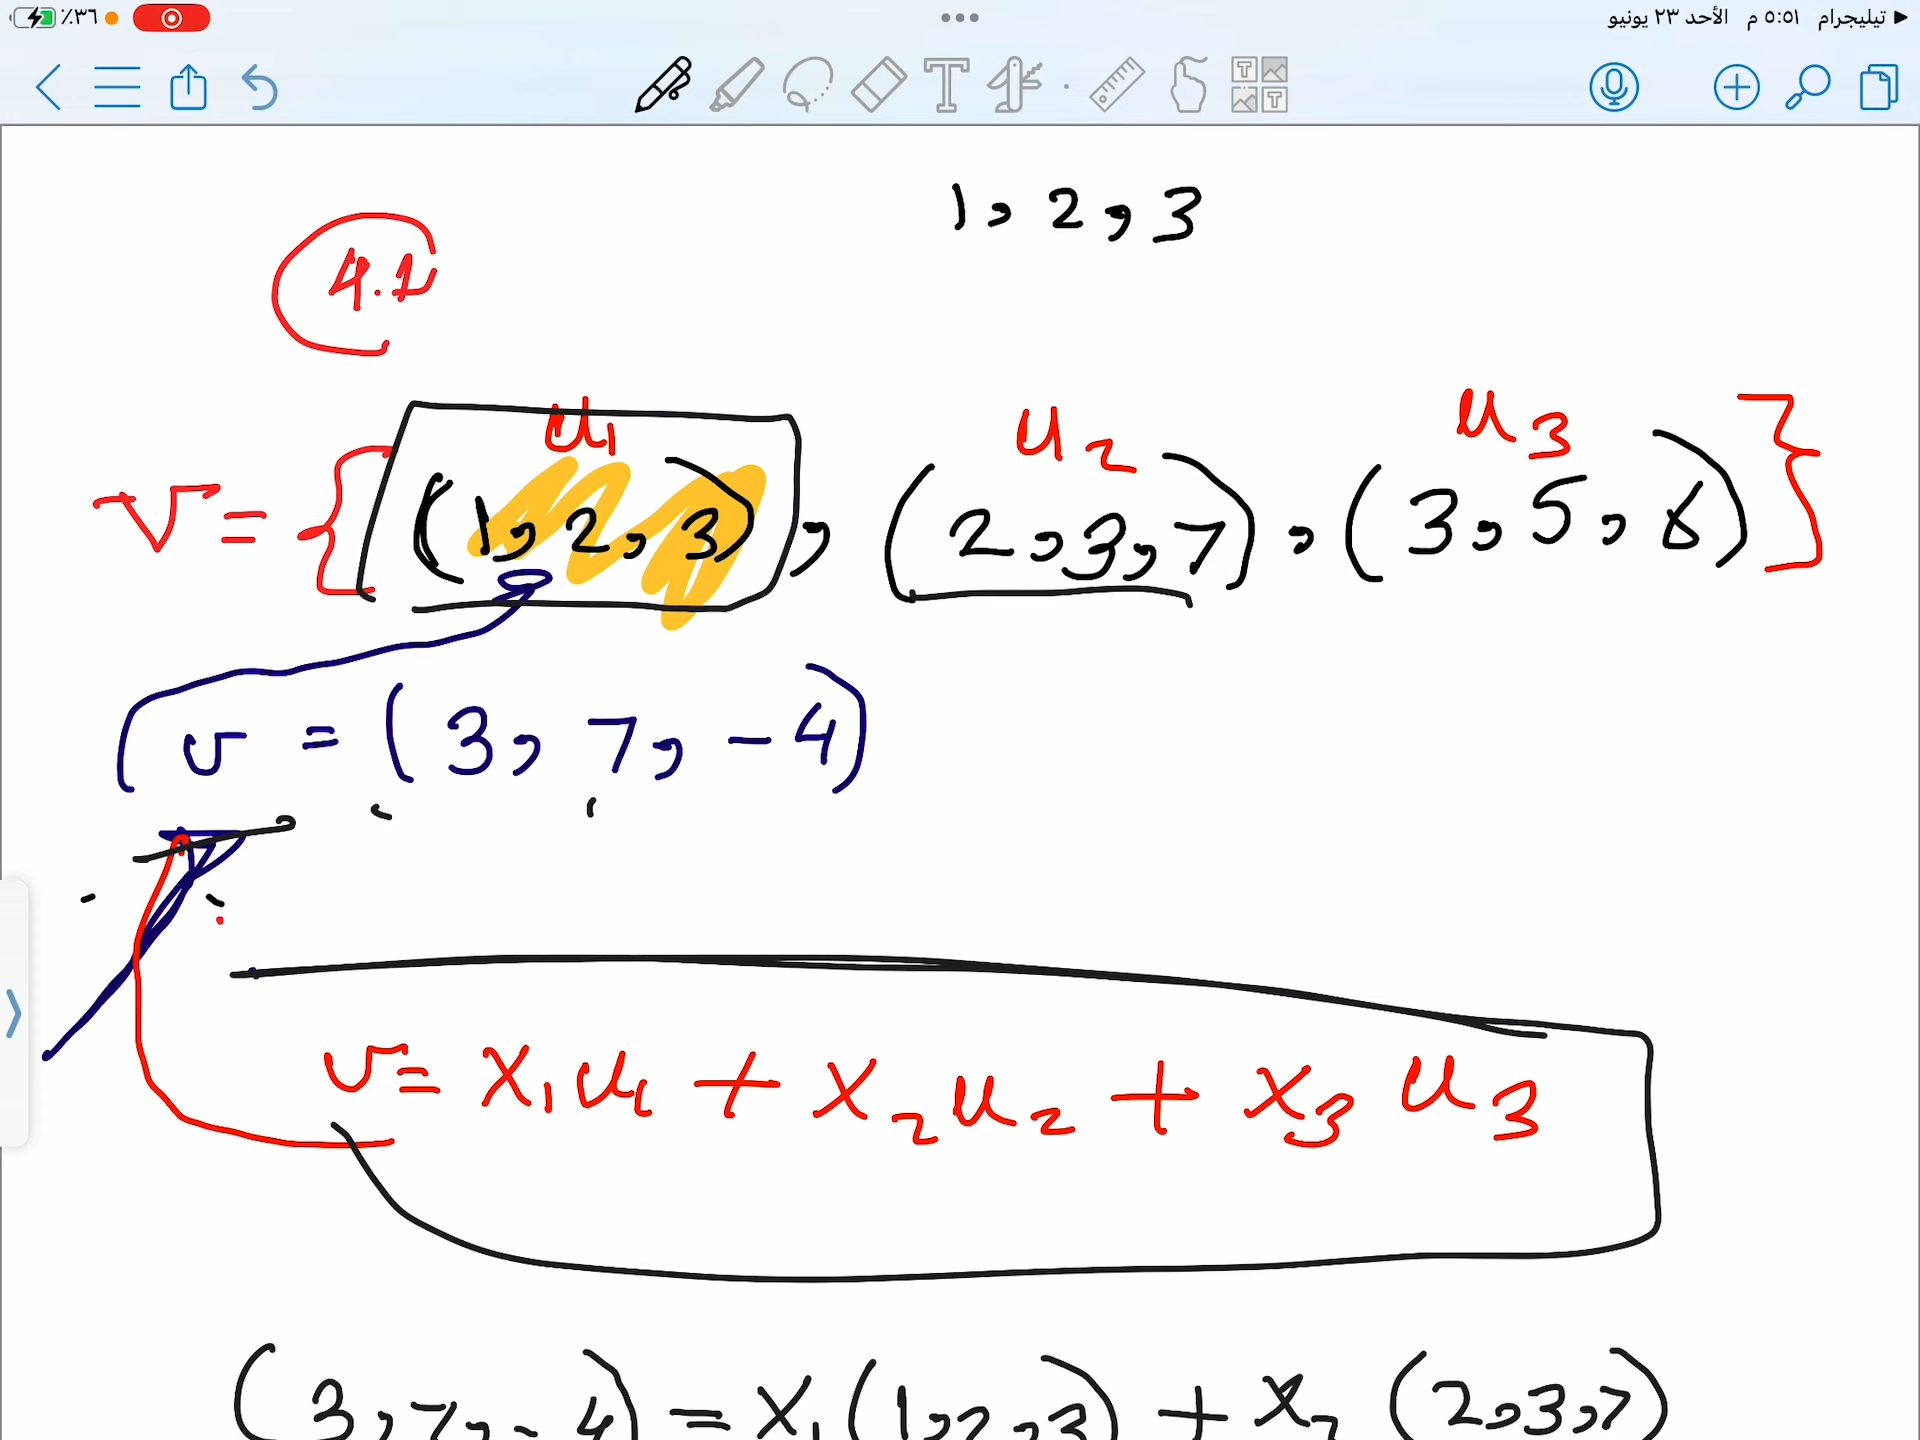 ▶ تيليجرام ٥:٥١ م الأحد ٢٣ يونيو
٪٣٦
1, 2, 3
4.1
u₁ u₂ u₃
V = { (1, 2, 3), (2, 3, 7), (3, 5, 6) }
v = (3, 7, -4)
v = x₁u₁ + x₂u₂ + x₃u₃
(3, 7, -4) = x₁(1, 2, 3) + x₂(2, 3, 7)